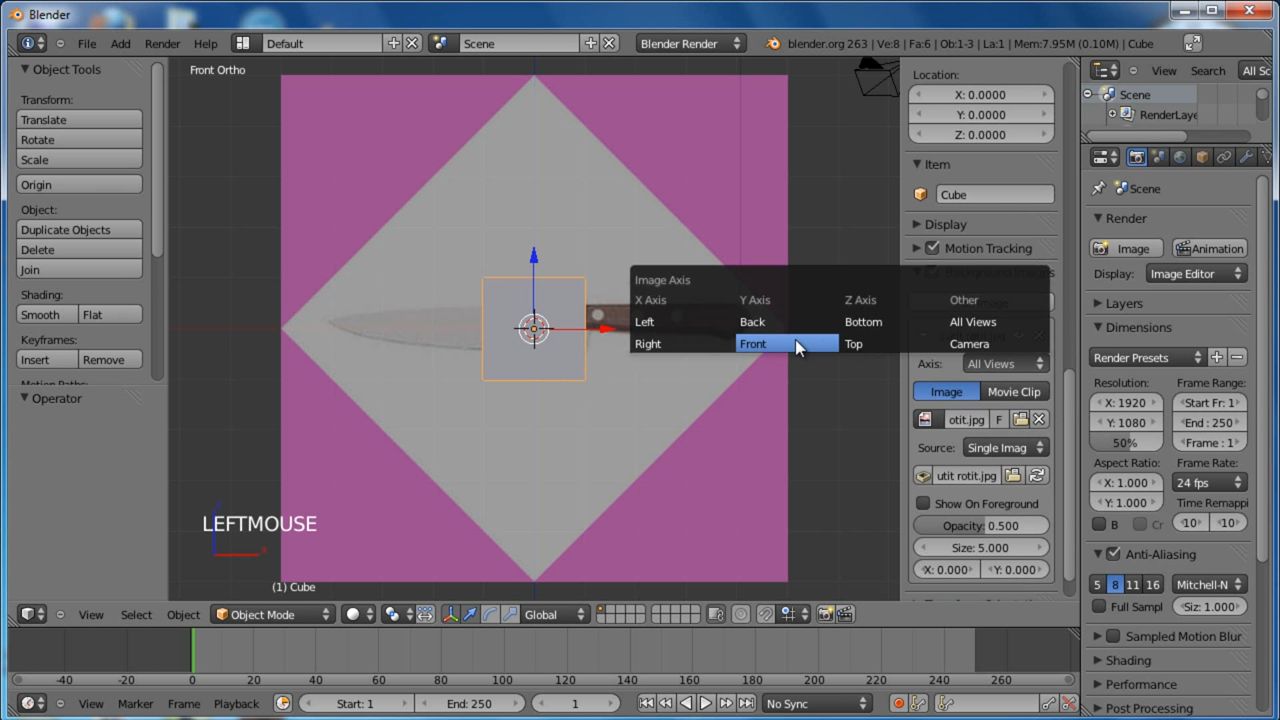 Blender
File Add Render Help Default Scene Blender Render blender.org 263 | Ve:8 | Fa:6 | Ob:1-3 | La:1 | Mem:7.95M (0.10M) | Cube
Object Tools
Transform:
Translate
Rotate
Scale
Origin
Object:
Duplicate Objects
Delete
Join
Shading:
Smooth Flat
Keyframes:
Insert Remove
Operator
Front Ortho
LEFTMOUSE
(1) Cube
Image Axis
X Axis Y Axis Z Axis Other
Left Back Bottom All Views
Right Front Top Camera
Location:
X: 0.0000
Y: 0.0000
Z: 0.0000
Item
Cube
Display
Motion Tracking
Axis: All Views
Image Movie Clip
otit.jpg F
Source: Single Imag
utit rotit.jpg
Show On Foreground
Opacity: 0.500
Size: 5.000
X: 0.000 Y: 0.000
View Search All Sc
Scene
RenderLaye
Scene
Render
Image Animation
Display: Image Editor
Layers
Dimensions
Render Presets
Resolution: Frame Range:
X: 1920 Start Fr: 1
Y: 1080 End : 250
50% Frame : 1
Aspect Ratio: Frame Rate:
X: 1.000 24 fps
Y: 1.000 Time Remappi
B Cr 10 10
Anti-Aliasing
5 8 11 16 Mitchell-N
Full Sampl Siz: 1.000
Sampled Motion Blur
Shading
Performance
Post Processing
View Select Object Object Mode Global
-40 -20 0 20 40 60 80 100 120 140 160 180 200 220 240 260
View Marker Frame Playback Start: 1 End: 250 1 No Sync